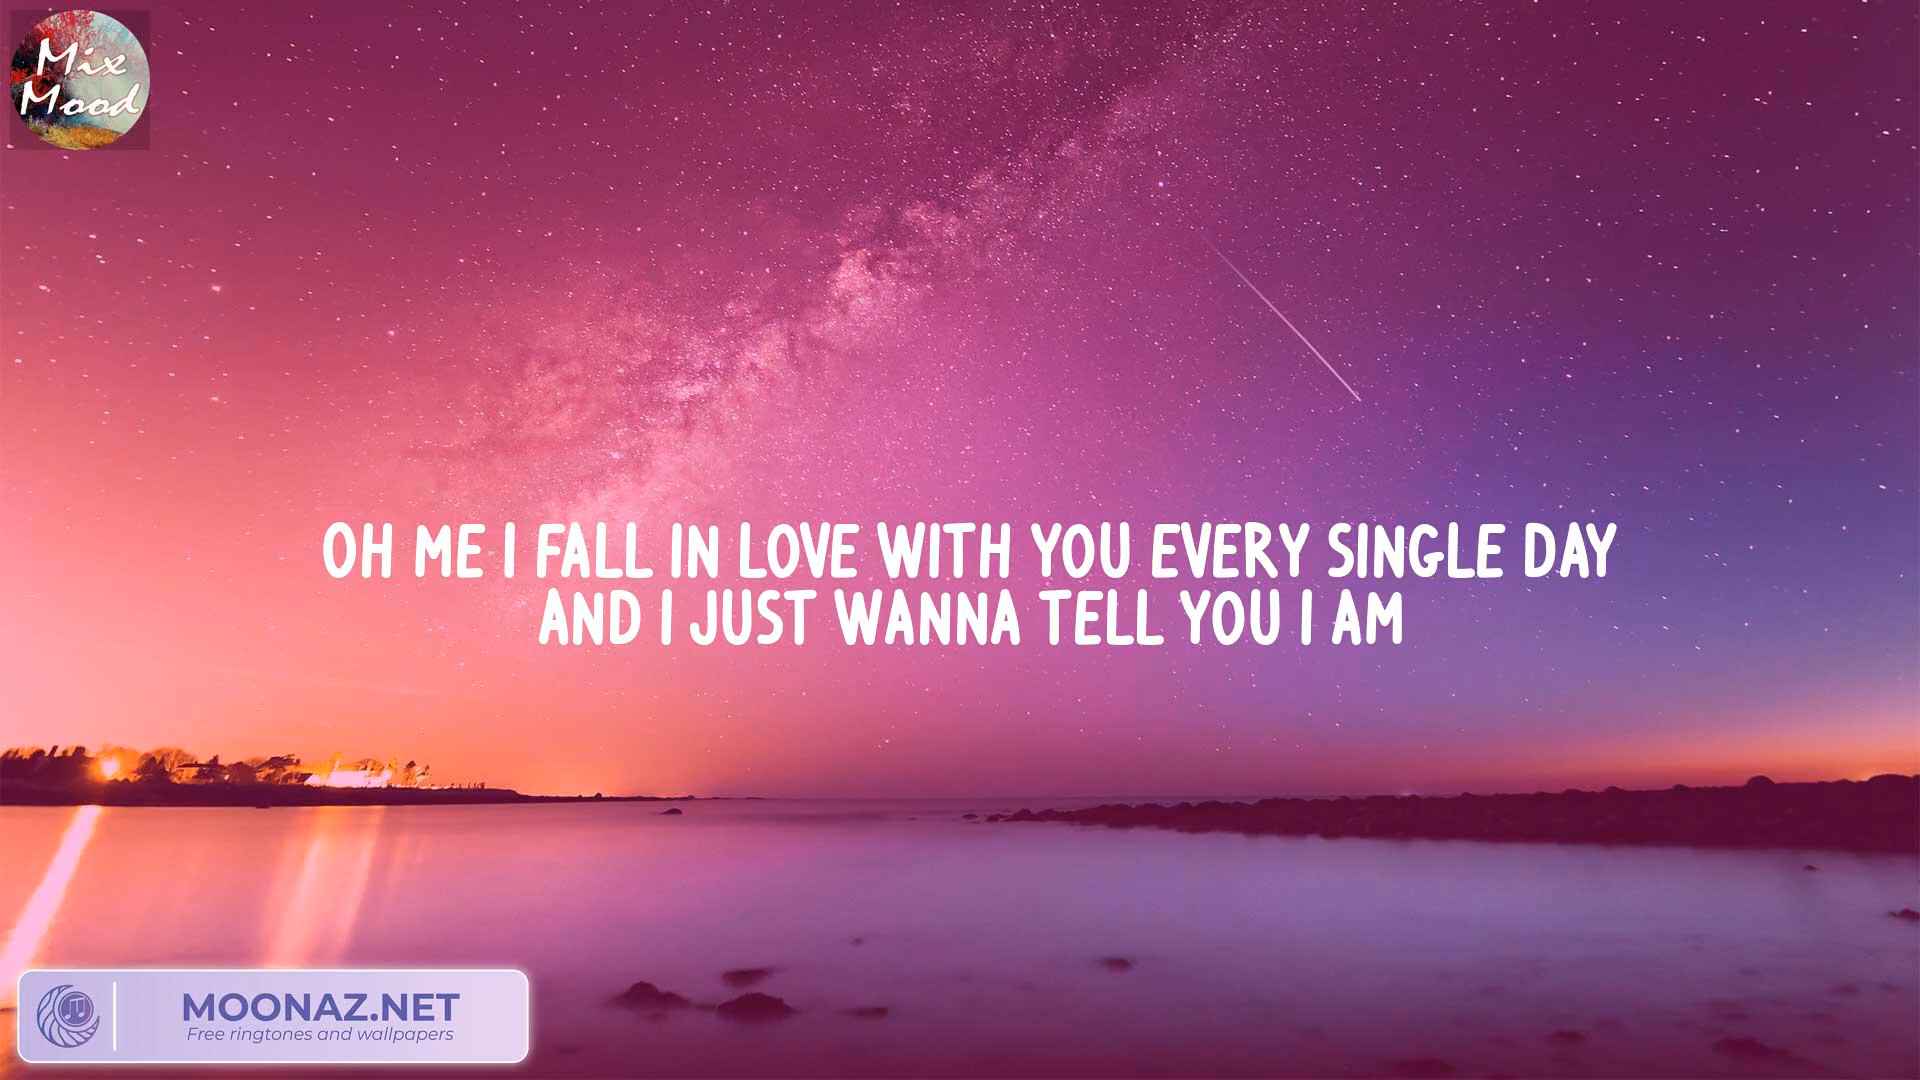 Mix
Mood
OH ME I FALL IN LOVE WITH YOU EVERY SINGLE DAY
AND I JUST WANNA TELL YOU I AM
MOONAZ.NET
Free ringtones and wallpapers